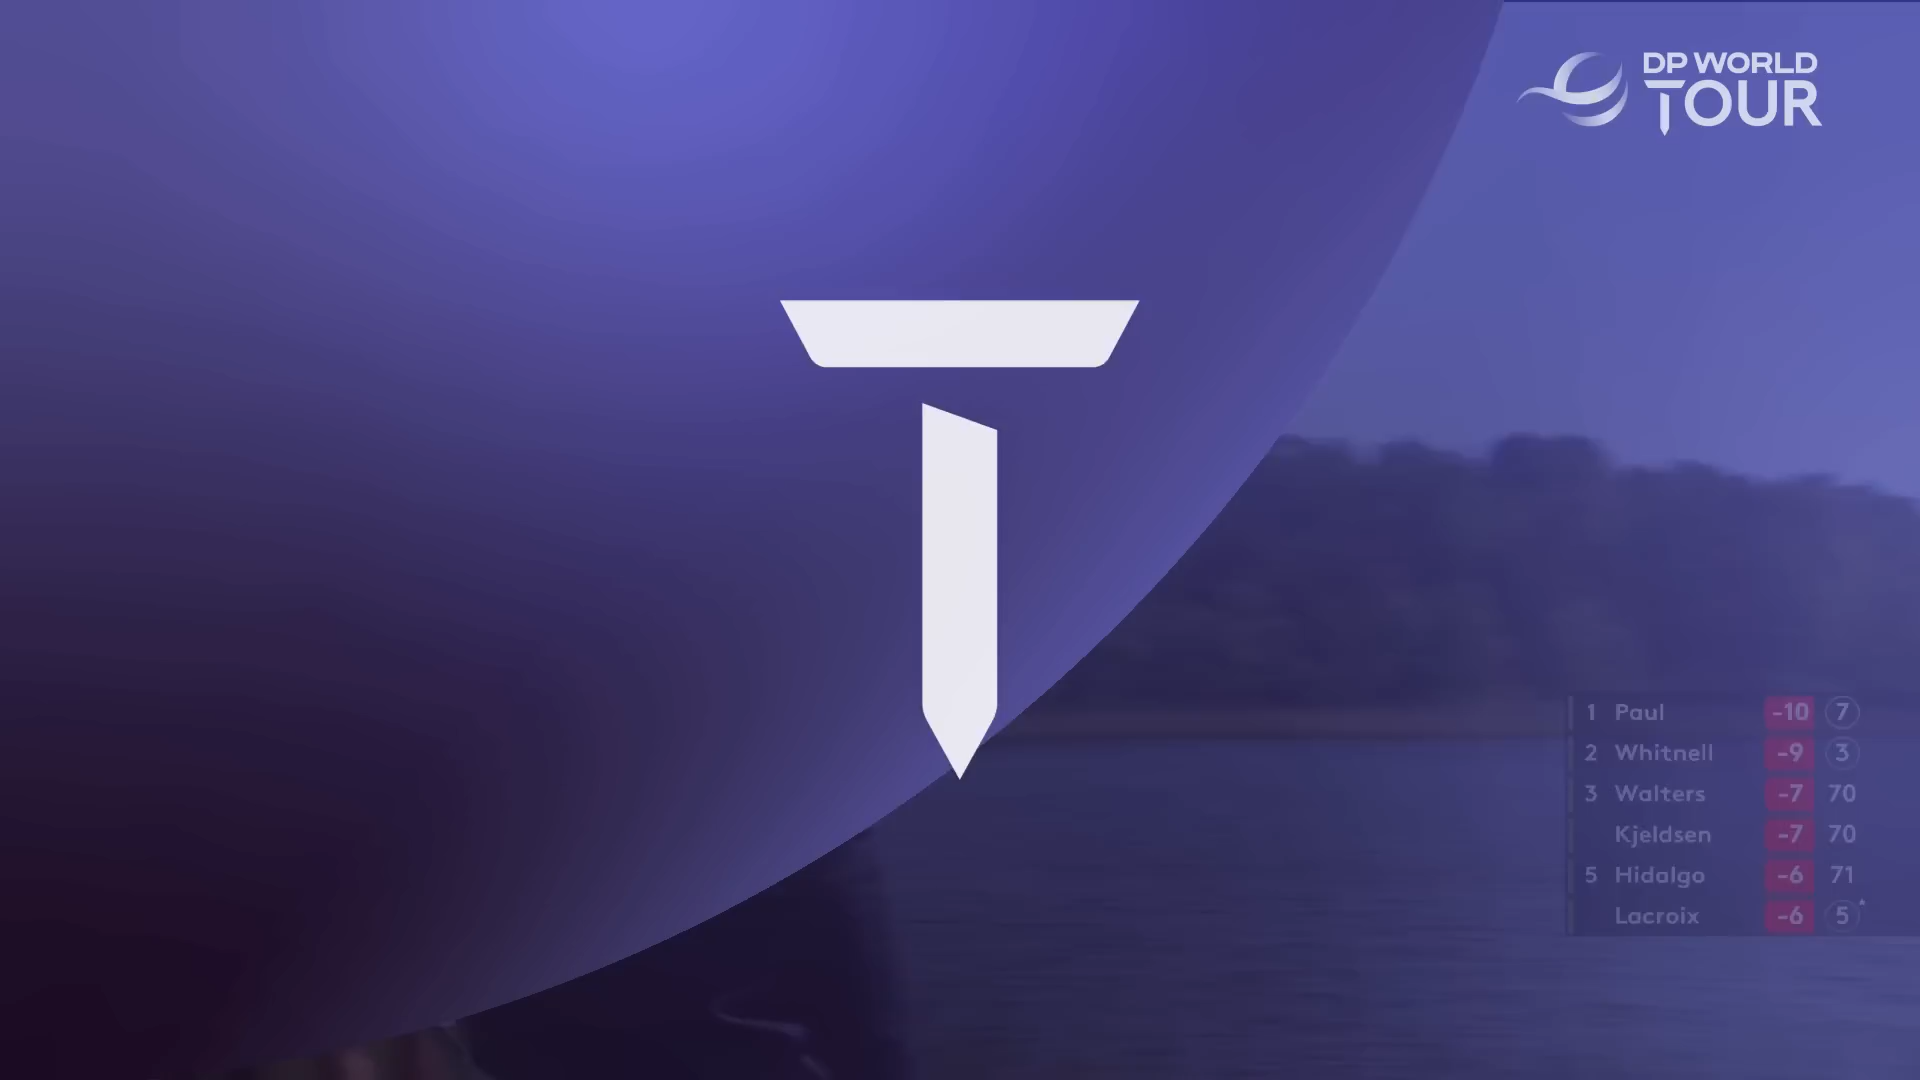 DP WORLD
TOUR
T
1 Paul -10 7
2 Whitnell -9 3
3 Walters -7 70
Kjeldsen -7 70
5 Hidalgo -6 71
Lacroix -6 5